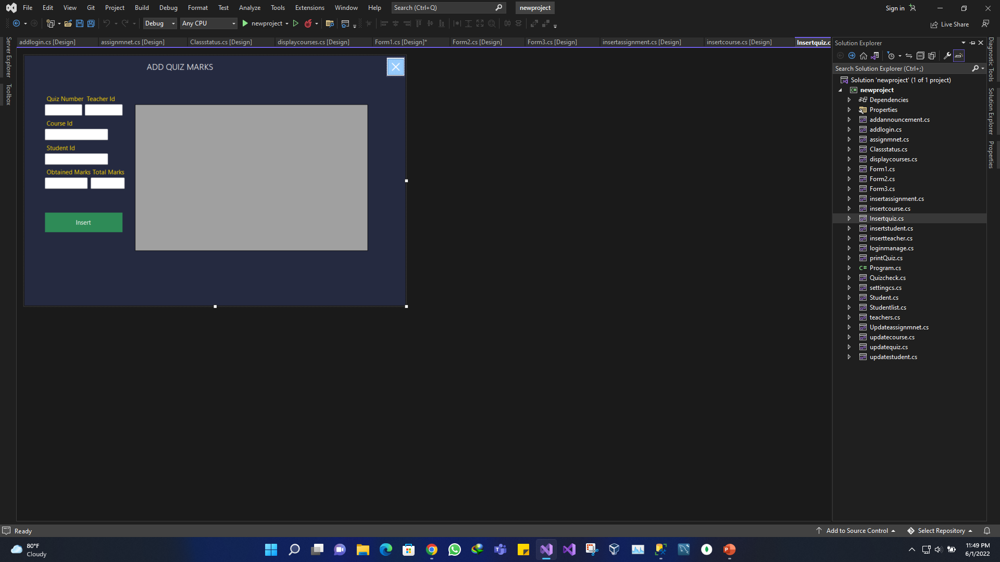 File Edit View Git Project Build Debug Format Test Analyze Tools Extensions Window Help Search (Ctrl+Q) newproject Sign in
Debug Any CPU newproject Live Share
addlogin.cs [Design] assignmnet.cs [Design] Classstatus.cs [Design] displaycourses.cs [Design] Form1.cs [Design]* Form2.cs [Design] Form3.cs [Design] insertassignment.cs [Design] insertcourse.cs [Design] Insertquiz.c
Server Explorer
Toolbox
ADD QUIZ MARKS
Quiz Number Teacher Id
Course Id
Student Id
Obtained Marks Total Marks
Insert
Solution Explorer
Search Solution Explorer (Ctrl+;)
Solution 'newproject' (1 of 1 project)
C# newproject
Dependencies
Properties
addannouncement.cs
addlogin.cs
assignmnet.cs
Classstatus.cs
displaycourses.cs
Form1.cs
Form2.cs
Form3.cs
insertassignment.cs
insertcourse.cs
Insertquiz.cs
insertstudent.cs
insertteacher.cs
loginmanage.cs
printQuiz.cs
C# Program.cs
Quizcheck.cs
settingcs.cs
Student.cs
Studentlist.cs
teachers.cs
Updateassignmnet.cs
updatecourse.cs
updatequiz.cs
updatestudent.cs
Diagnostic Tools
Solution Explorer
Properties
Ready Add to Source Control Select Repository
80°F
Cloudy
11:49 PM
6/1/2022